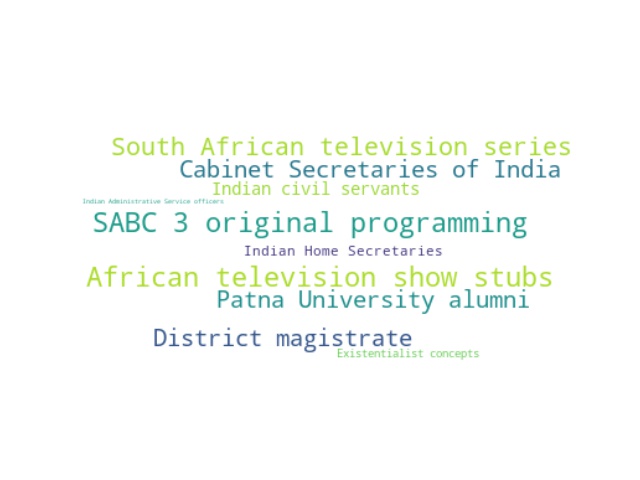 South African television series
Cabinet Secretaries of India
Indian civil servants
Indian Administrative Service officers
SABC 3 original programming
Indian Home Secretaries
African television show stubs
Patna University alumni
District magistrate
Existentialist concepts